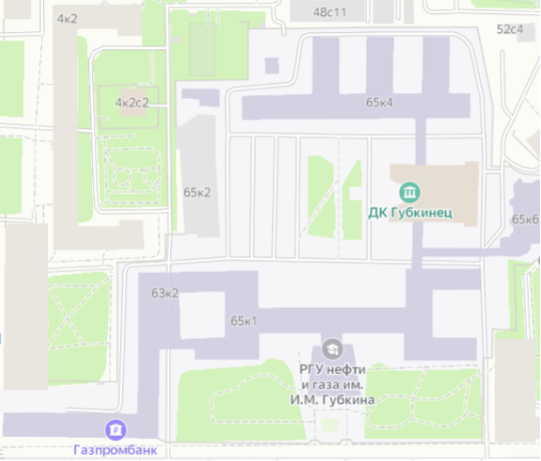 48с11
4к2
52с4
4к2с2
65к4
65к2
ДК Губкинец
65к6
63к2
65к1
РГУ нефти
и газа им.
И.М. Губкина
Газпромбанк